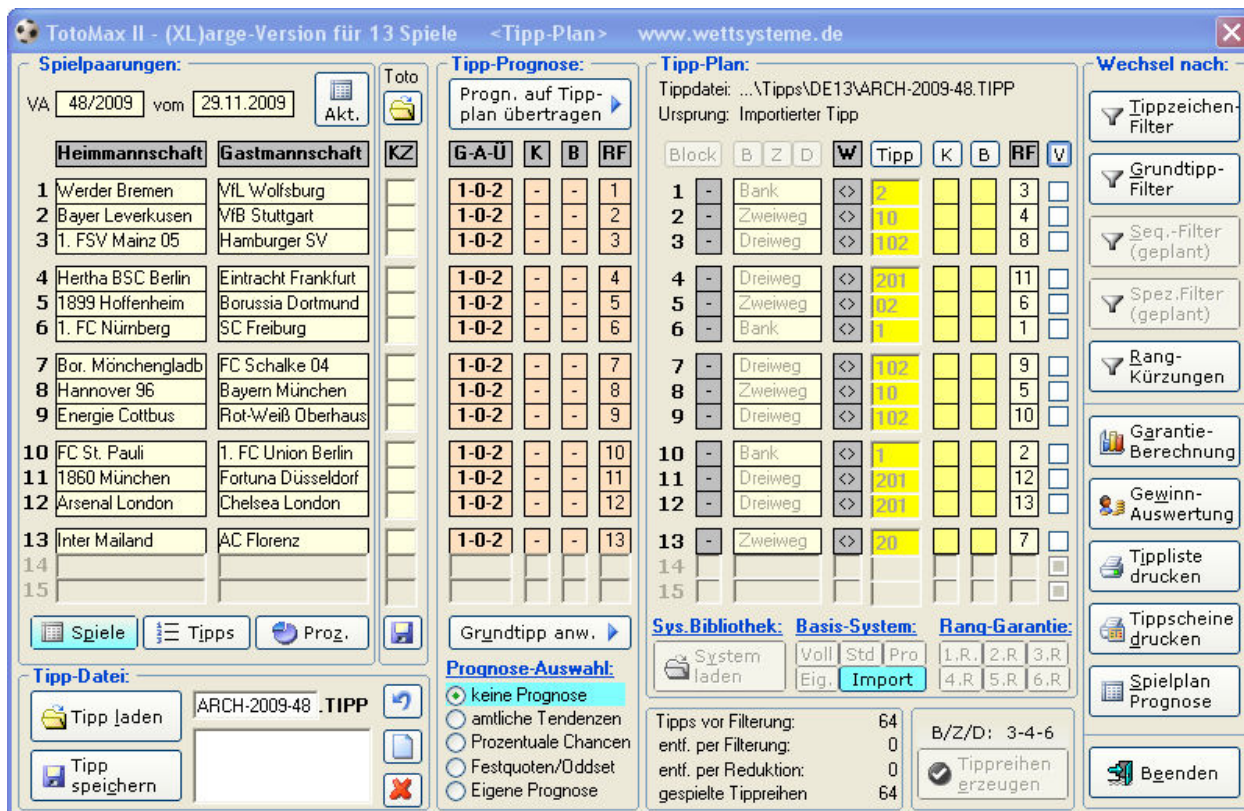 TotoMax II - (XL)arge-Version für 13 Spiele <Tipp-Plan> www.wettsysteme.de
Spielpaarungen:
VA 48/2009 vom 29.11.2009 Akt.
Heimmannschaft Gastmannschaft
1 Werder Bremen VfL Wolfsburg
2 Bayer Leverkusen VfB Stuttgart
3 1. FSV Mainz 05 Hamburger SV
4 Hertha BSC Berlin Eintracht Frankfurt
5 1899 Hoffenheim Borussia Dortmund
6 1. FC Nürnberg SC Freiburg
7 Bor. Mönchengladb FC Schalke 04
8 Hannover 96 Bayern München
9 Energie Cottbus Rot-Weiß Oberhaus
10 FC St. Pauli 1. FC Union Berlin
11 1860 München Fortuna Düsseldorf
12 Arsenal London Chelsea London
13 Inter Mailand AC Florenz
14
15
Spiele Tipps Proz.
Toto
KZ
Tipp-Datei:
Tipp laden
ARCH-2009-48 .TIPP
Tipp speichern
Tipp-Prognose:
Progn. auf Tipp-
plan übertragen
G-A-Ü K B RF
1-0-2 - - 1
1-0-2 - - 2
1-0-2 - - 3
1-0-2 - - 4
1-0-2 - - 5
1-0-2 - - 6
1-0-2 - - 7
1-0-2 - - 8
1-0-2 - - 9
1-0-2 - - 10
1-0-2 - - 11
1-0-2 - - 12
1-0-2 - - 13
Grundtipp anw.
Prognose-Auswahl:
keine Prognose
amtliche Tendenzen
Prozentuale Chancen
Festquoten/Oddset
Eigene Prognose
Tipp-Plan:
Tippdatei: ...\Tipps\DE13\ARCH-2009-48.TIPP
Ursprung: Importierter Tipp
Block B Z D W Tipp K B RF V
1 - Bank <> 2 3
2 - Zweiweg <> 10 4
3 - Dreiweg <> 102 8
4 - Dreiweg <> 201 11
5 - Zweiweg <> 02 6
6 - Bank <> 1 1
7 - Dreiweg <> 102 9
8 - Zweiweg <> 10 5
9 - Dreiweg <> 102 10
10 - Bank <> 1 2
11 - Dreiweg <> 201 12
12 - Dreiweg <> 201 13
13 - Zweiweg <> 20 7
14
15
Sys.Bibliothek: Basis-System: Rang-Garantie:
System laden
Voll Std Pro
Eig. Import
1.R. 2.R 3.R
4.R 5.R 6.R
Tipps vor Filterung: 64
entf. per Filterung: 0
entf. per Reduktion: 0
gespielte Tippreihen 64
B/Z/D: 3-4-6
Tippreihen
erzeugen
Wechsel nach:
Tippzeichen-
Filter
Grundtipp-
Filter
Seq.-Filter
(geplant)
Spez.Filter
(geplant)
Rang-
Kürzungen
Garantie-
Berechnung
Gewinn-
Auswertung
Tippliste
drucken
Tippscheine
drucken
Spielplan
Prognose
Beenden